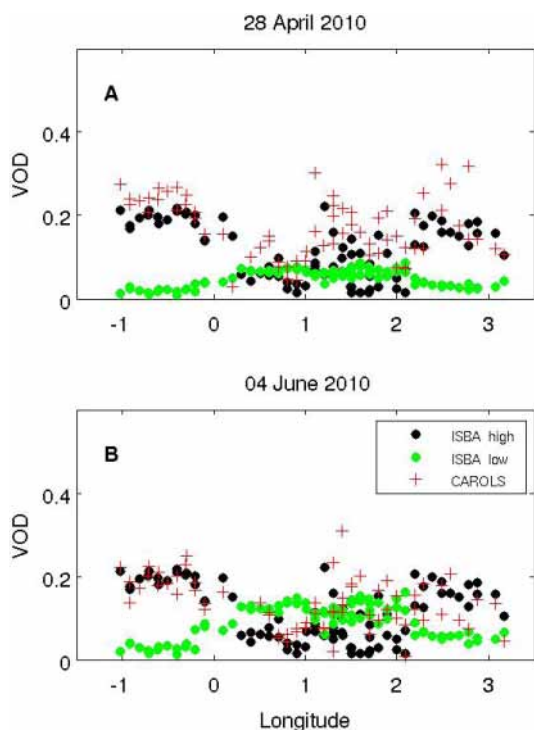 28 April 2010
A
VOD
0.4
0.2
0
-1 0 1 2 3
04 June 2010
B
ISBA high
ISBA low
CAROLS
VOD
0.4
0.2
0
-1 0 1 2 3
Longitude